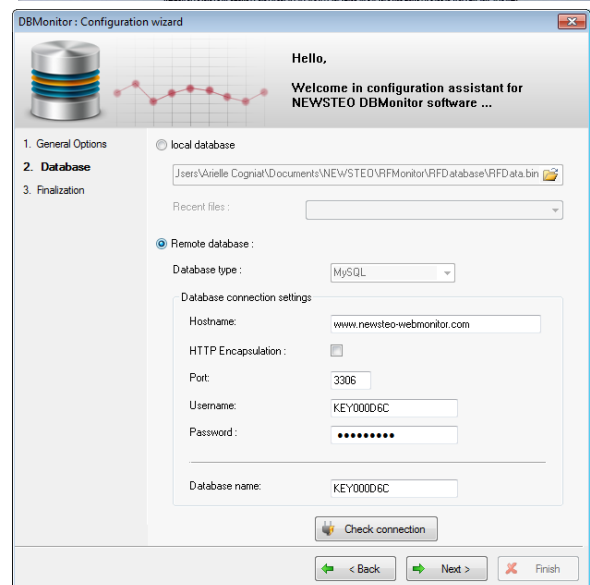 DBMonitor : Configuration wizard
Hello,
Welcome in configuration assistant for
NEWSTEO DBMonitor software ...
1. General Options
2. Database
3. Finalization
local database
Jsers\Arielle Cogniat\Documents\NEWSTEO\RFMonitor\RFDatabase\RFData.bin
Recent files :
Remote database :
Database type :
MySQL
Database connection settings
Hostname:
www.newsteo-webmonitor.com
HTTP Encapsulation :
Port:
3306
Username:
KEY000D6C
Password :
•••••••••
Database name:
KEY000D6C
Check connection
< Back
Next >
Finish